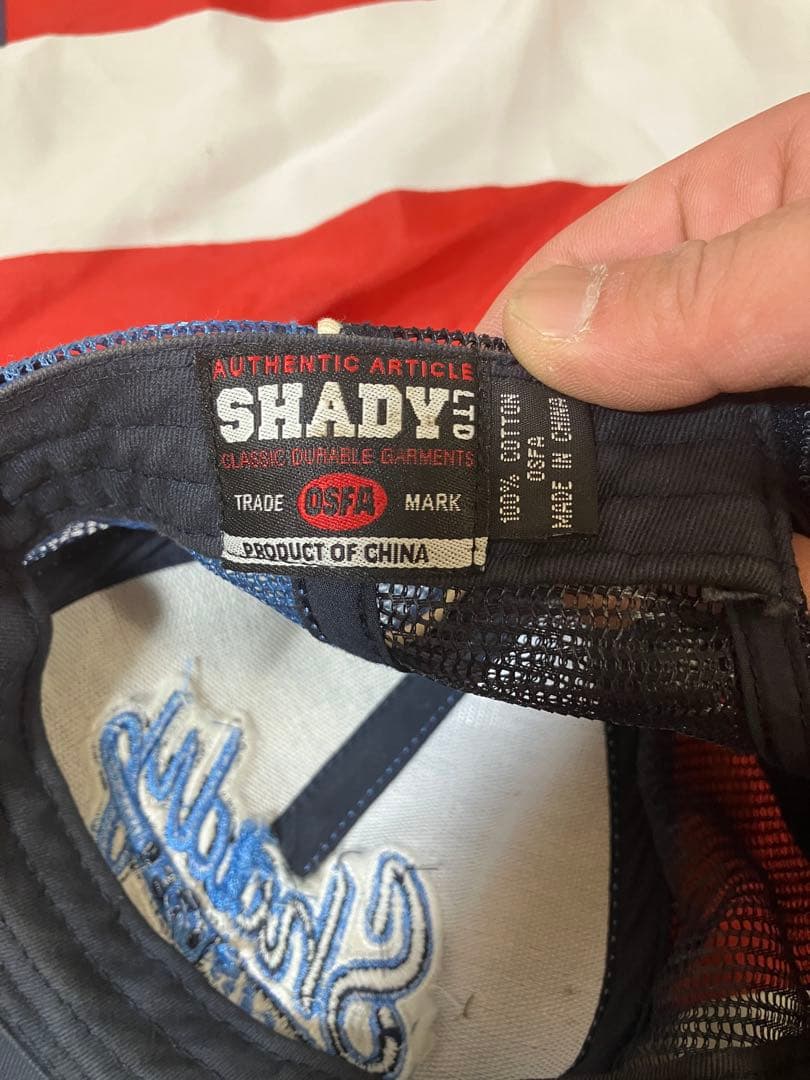 AUTHENTIC ARTICLE
SHADY LTD
CLASSIC DURABLE GARMENTS
TRADE OSFA MARK
PRODUCT OF CHINA
100% COTTON
OSFA
MADE IN CHINA